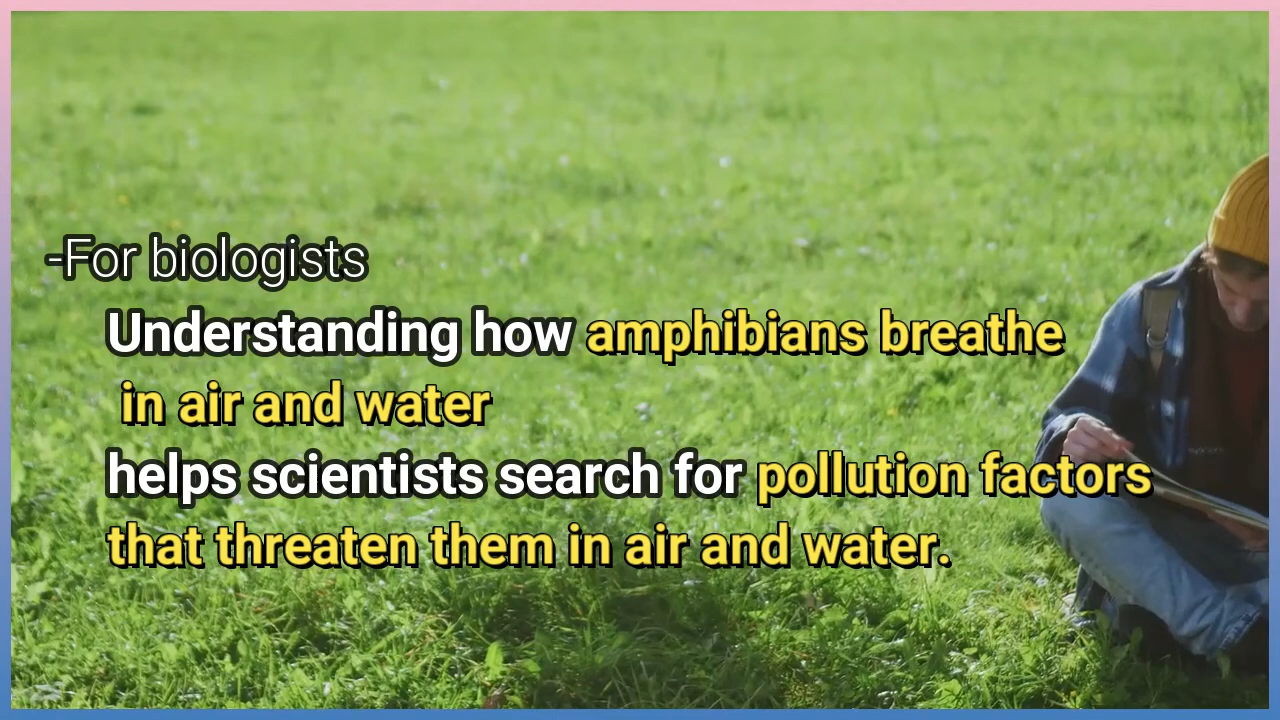 -For biologists
Understanding how amphibians breathe
in air and water
helps scientists search for pollution factors
that threaten them in air and water.